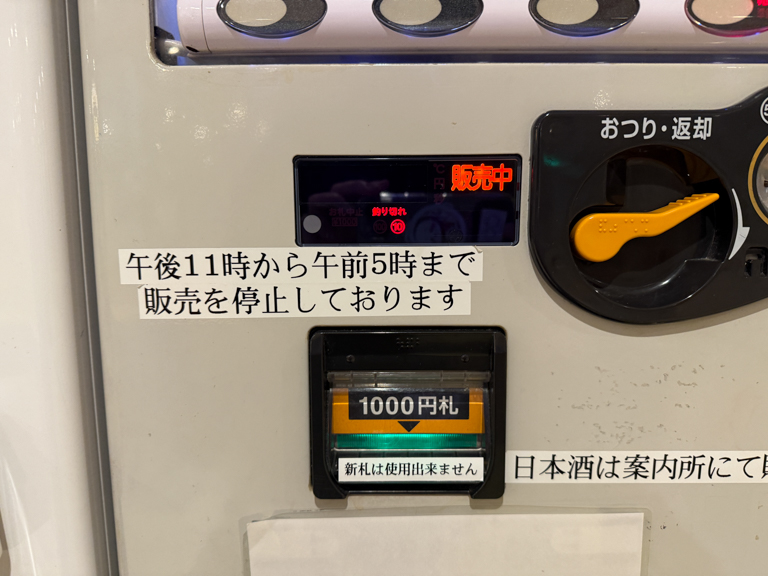 おつり・返却
販売中
釣り切れ
10
午後11時から午前5時まで
販売を停止しております
1000円札
新札は使用出来ません
日本酒は案内所にて